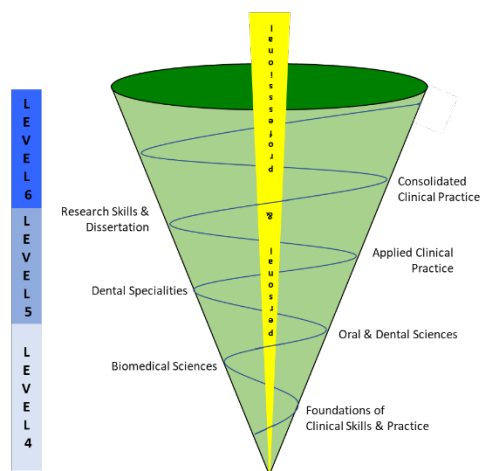 LEVEL 6
LEVEL 5
LEVEL 4
personal & professional
Consolidated
Clinical Practice
Research Skills &
Dissertation
Applied Clinical
Practice
Dental Specialities
Oral & Dental Sciences
Biomedical Sciences
Foundations of
Clinical Skills & Practice